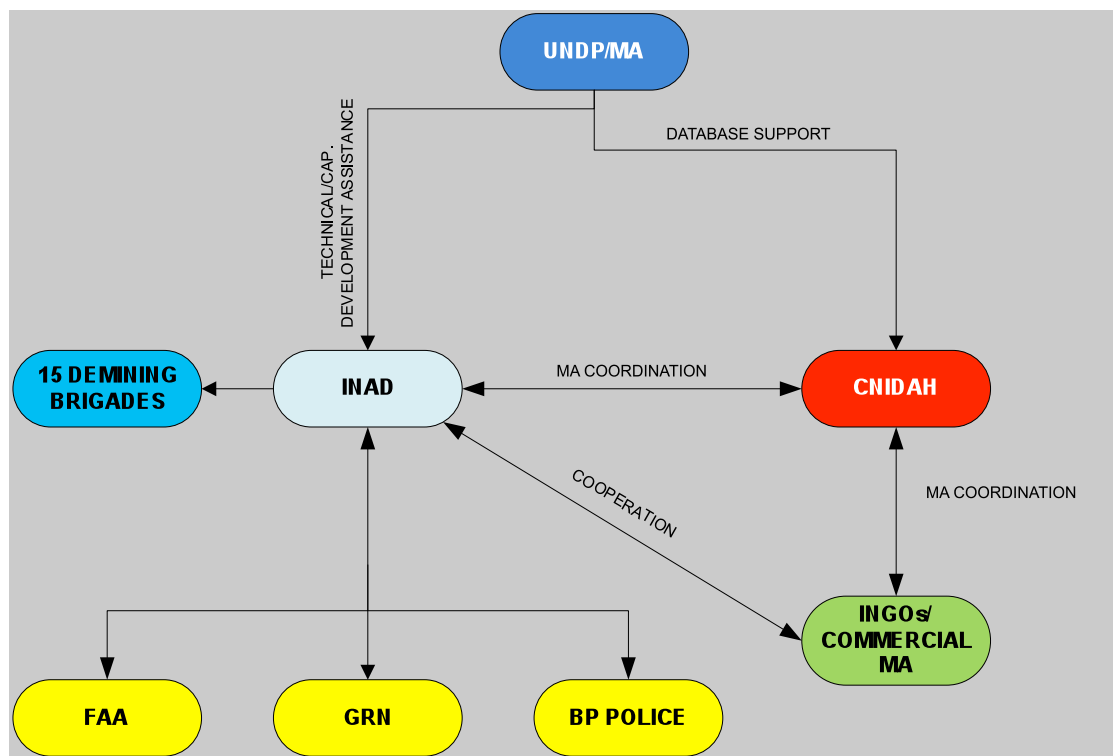 UNDP/MA
DATABASE SUPPORT
TECHNICAL/CAP.
DEVELOPMENT ASSISTANCE
15 DEMINING
BRIGADES
INAD
MA COORDINATION
CNIDAH
COOPERATION
MA COORDINATION
INGOs/
COMMERCIAL
MA
FAA
GRN
BP POLICE